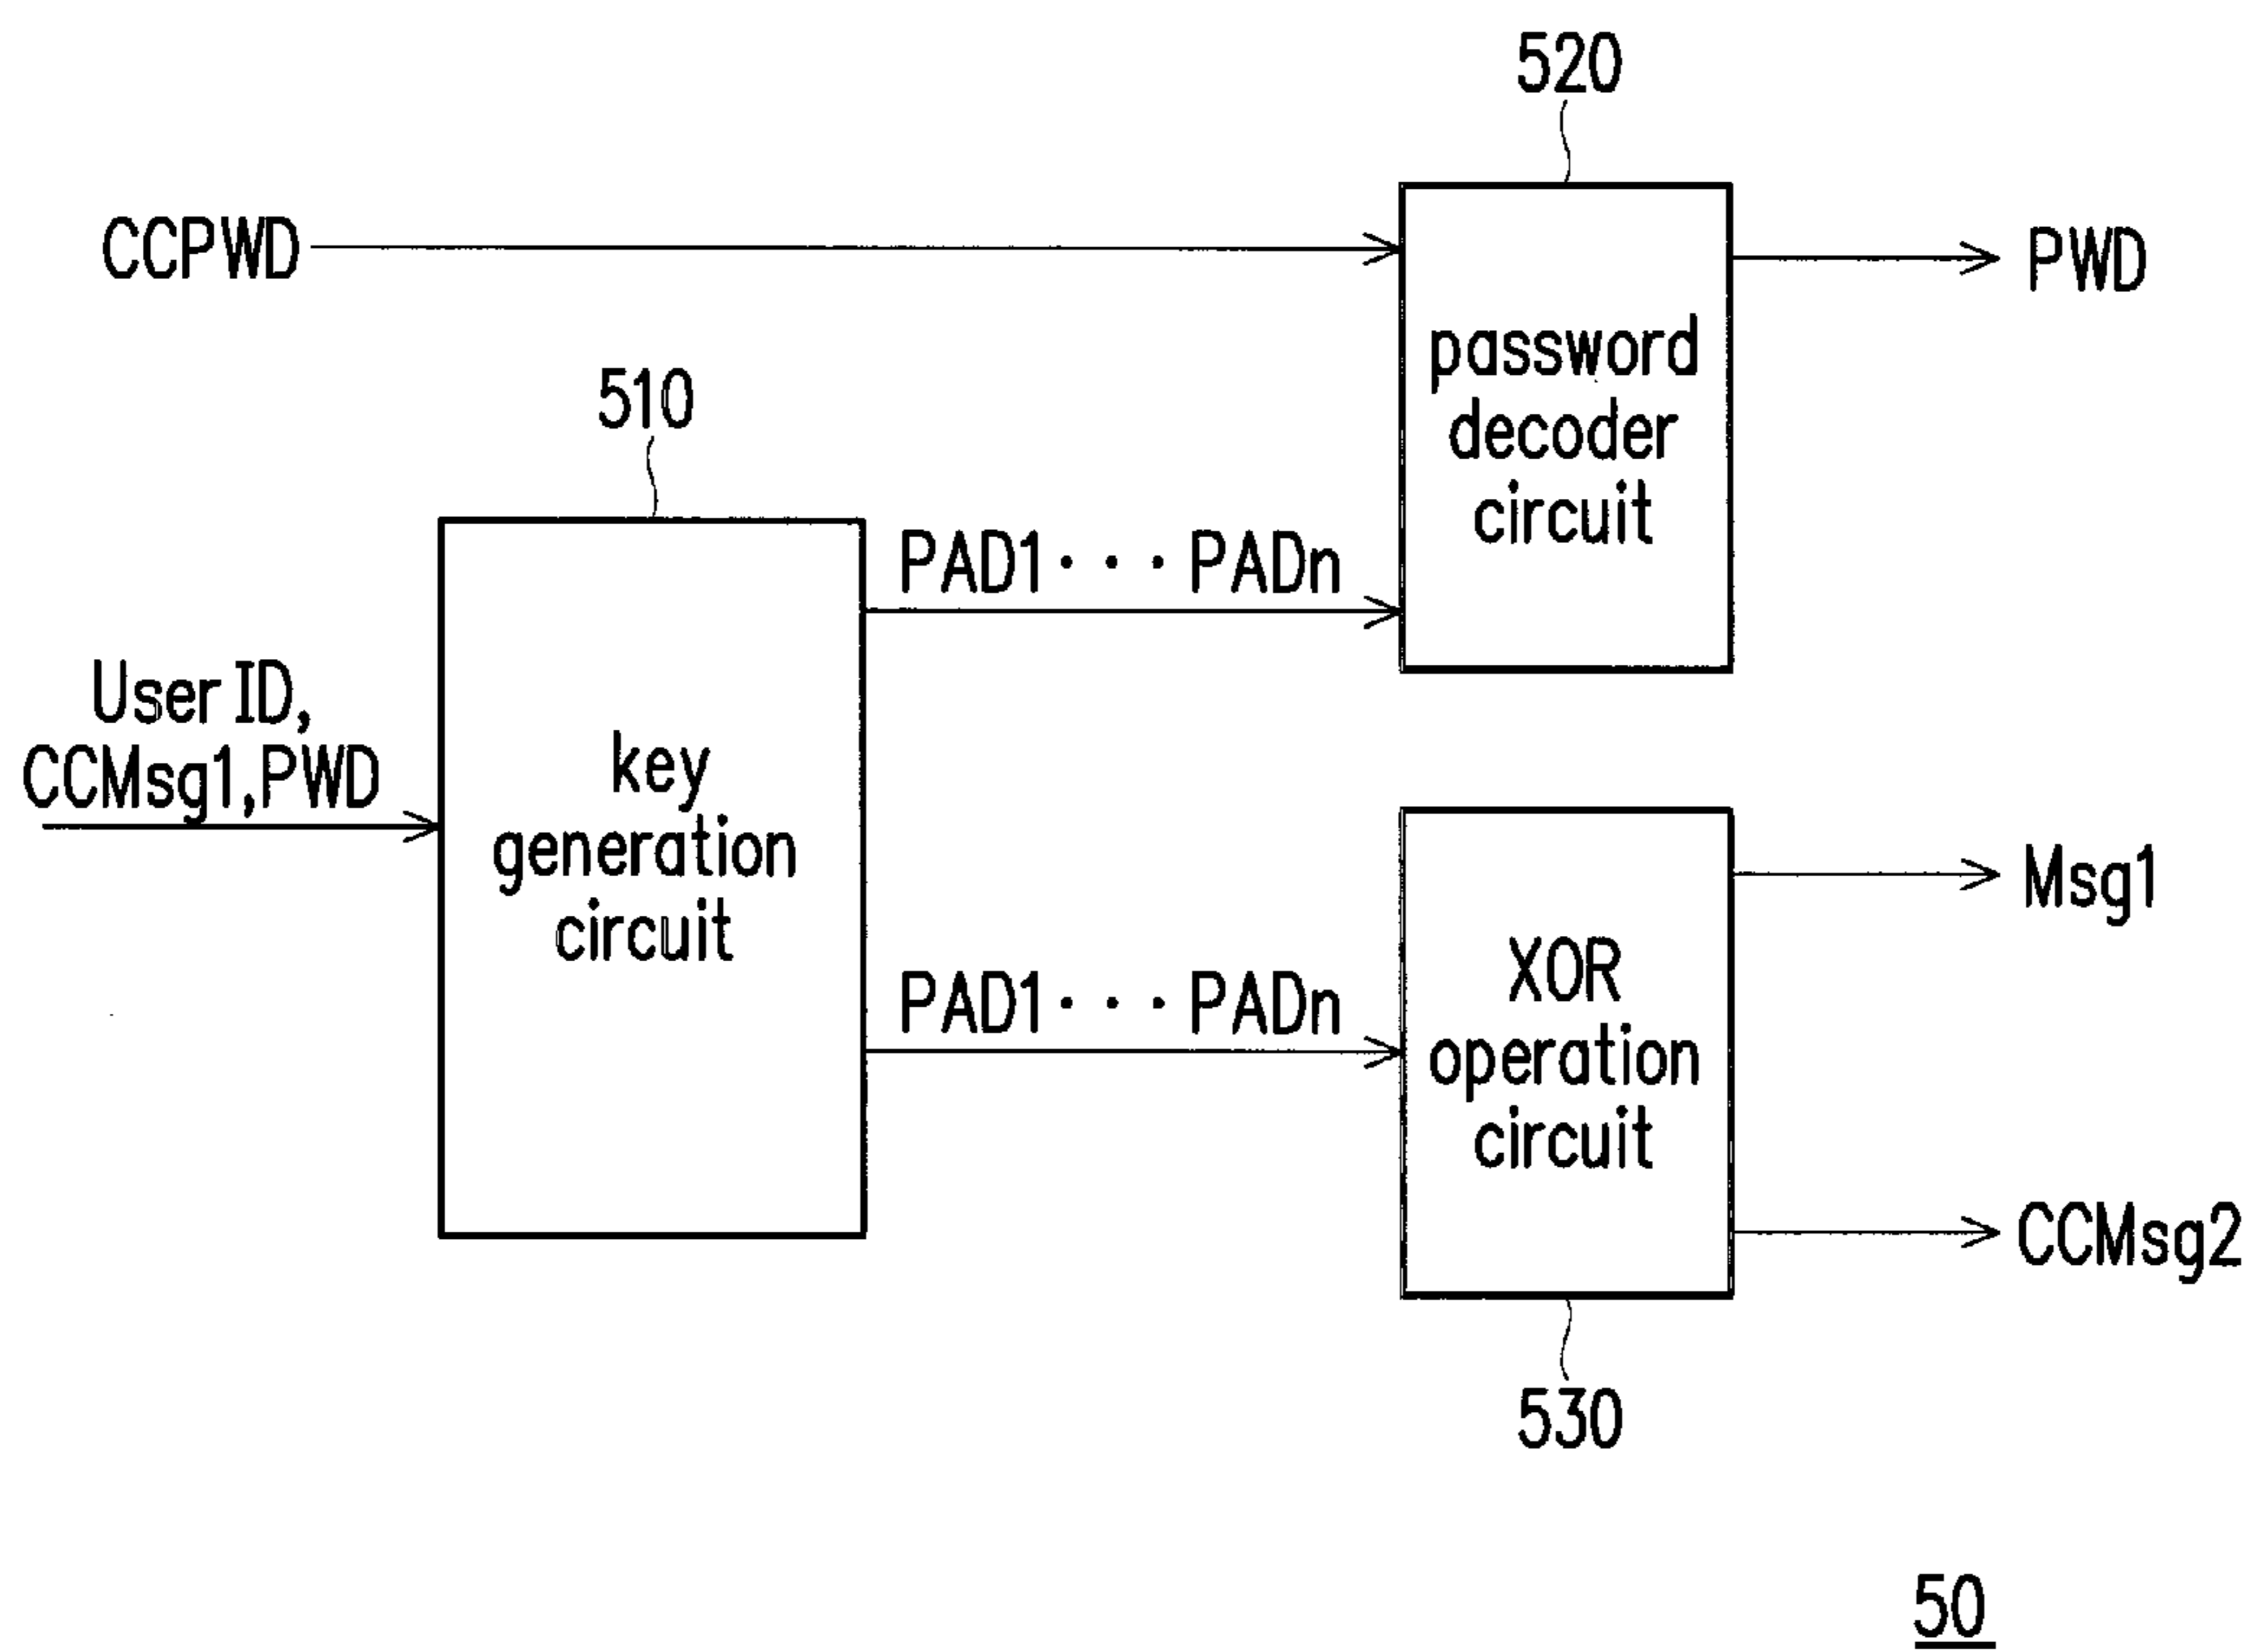 520
CCPWD
PWD
password
decoder
circuit
510
PAD1・・・PADn
User ID,
CCMsg1,PWD
key
generation
circuit
Msg1
PAD1・・・PADn
XOR
operation
circuit
CCMsg2
530
50